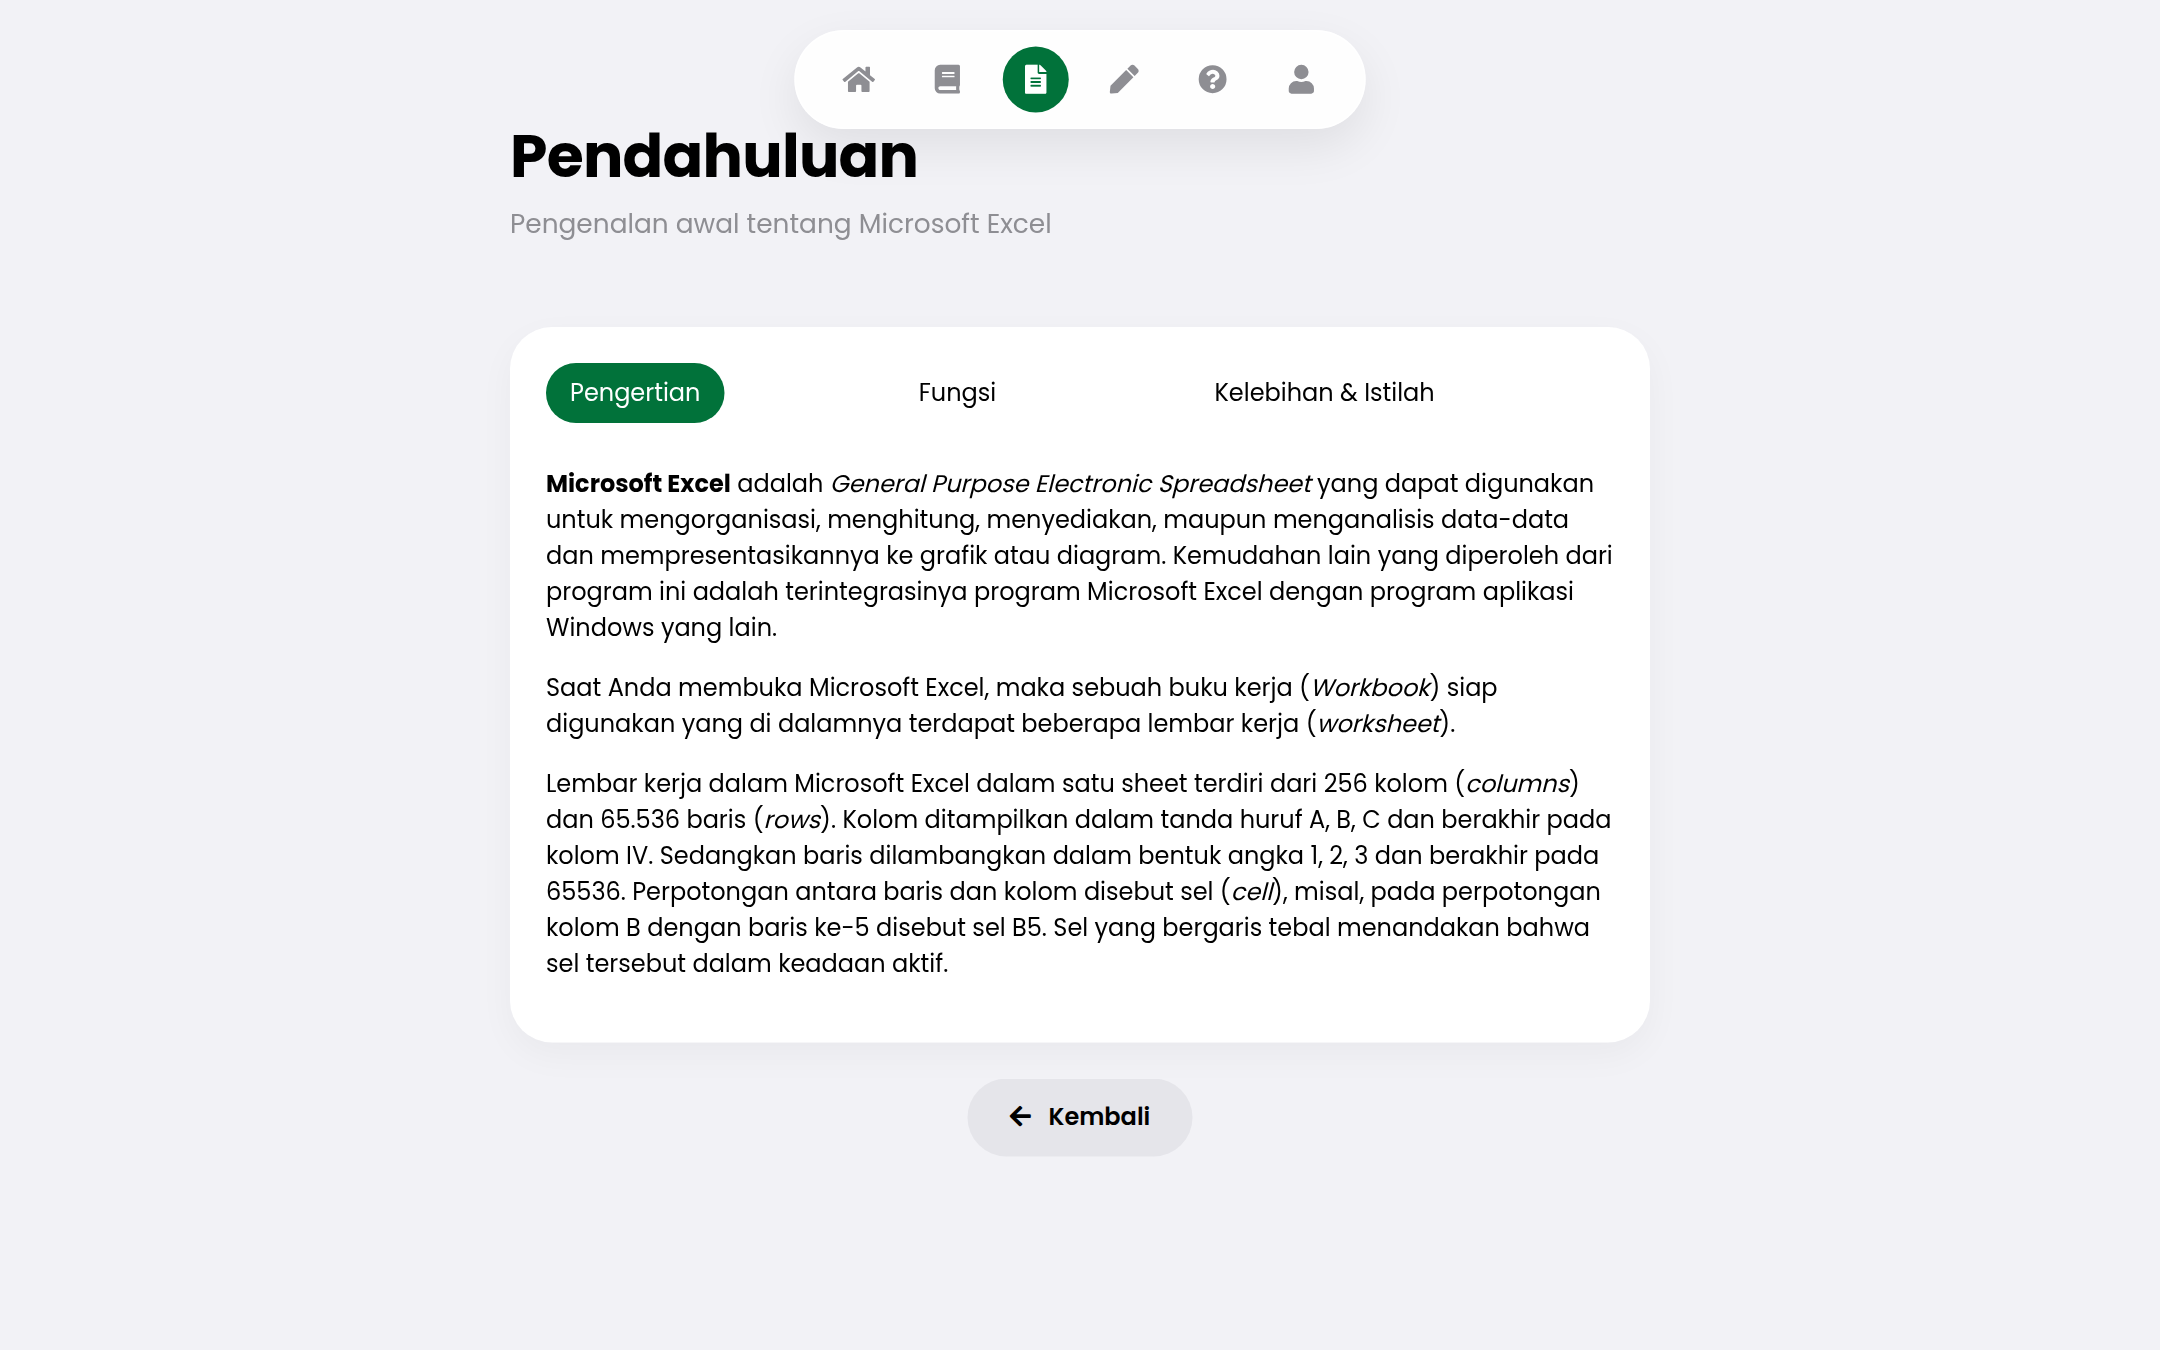 Pendahuluan
Pengenalan awal tentang Microsoft Excel
Pengertian
Fungsi
Kelebihan & Istilah
Microsoft Excel adalah General Purpose Electronic Spreadsheet yang dapat digunakan
untuk mengorganisasi, menghitung, menyediakan, maupun menganalisis data-data
dan mempresentasikannya ke grafik atau diagram. Kemudahan lain yang diperoleh dari
program ini adalah terintegrasinya program Microsoft Excel dengan program aplikasi
Windows yang lain.
Saat Anda membuka Microsoft Excel, maka sebuah buku kerja (Workbook) siap
digunakan yang di dalamnya terdapat beberapa lembar kerja (worksheet).
Lembar kerja dalam Microsoft Excel dalam satu sheet terdiri dari 256 kolom (columns)
dan 65.536 baris (rows). Kolom ditampilkan dalam tanda huruf A, B, C dan berakhir pada
kolom IV. Sedangkan baris dilambangkan dalam bentuk angka 1, 2, 3 dan berakhir pada
65536. Perpotongan antara baris dan kolom disebut sel (cell), misal, pada perpotongan
kolom B dengan baris ke-5 disebut sel B5. Sel yang bergaris tebal menandakan bahwa
sel tersebut dalam keadaan aktif.
Kembali